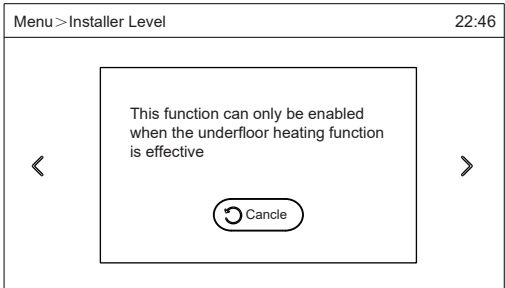 Menu＞Installer Level
22:46
This function can only be enabled
when the underfloor heating function
is effective
Cancle